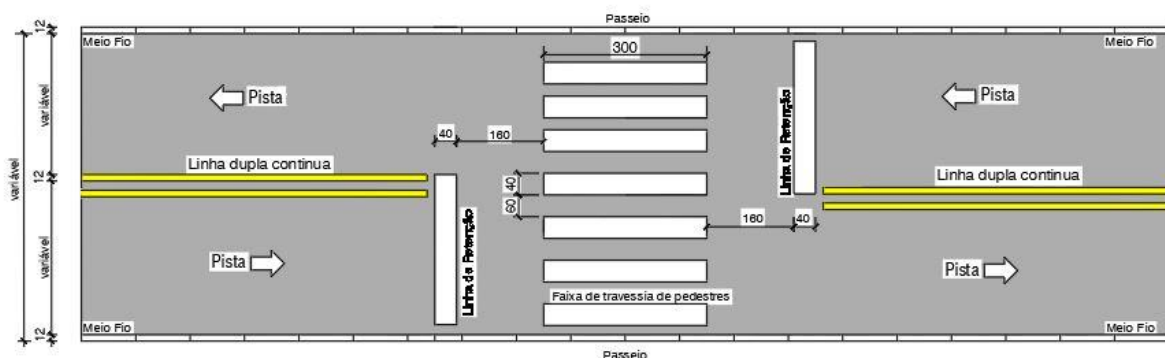 Passeio
12
Meio Fio
Meio Fio
300
Pista
Pista
variável
variável
Linha de Retenção
40
160
Linha dupla continua
Linha dupla continua
12
40
60
160
40
variável
Linha de Retenção
Pista
Pista
Faixa de travessia de pedestres
Meio Fio
Meio Fio
12
Passeio